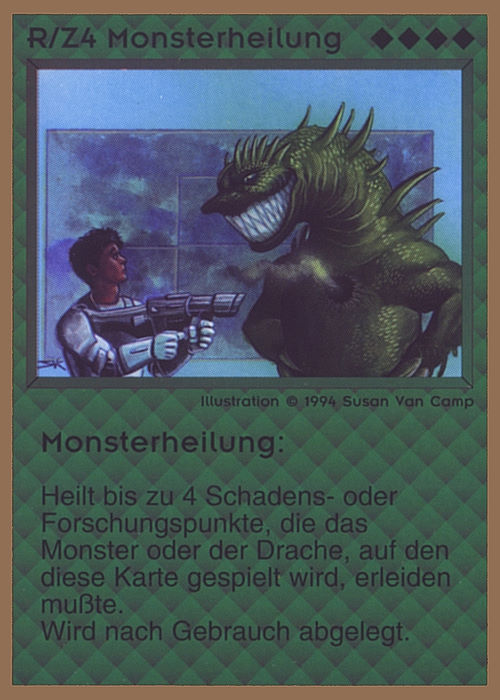 R/Z4 Monsterheilung
Illustration © 1994 Susan Van Camp
Monsterheilung:
Heilt bis zu 4 Schadens- oder
Forschungspunkte, die das
Monster oder der Drache, auf den
diese Karte gespielt wird, erleiden
mußte.
Wird nach Gebrauch abgelegt.